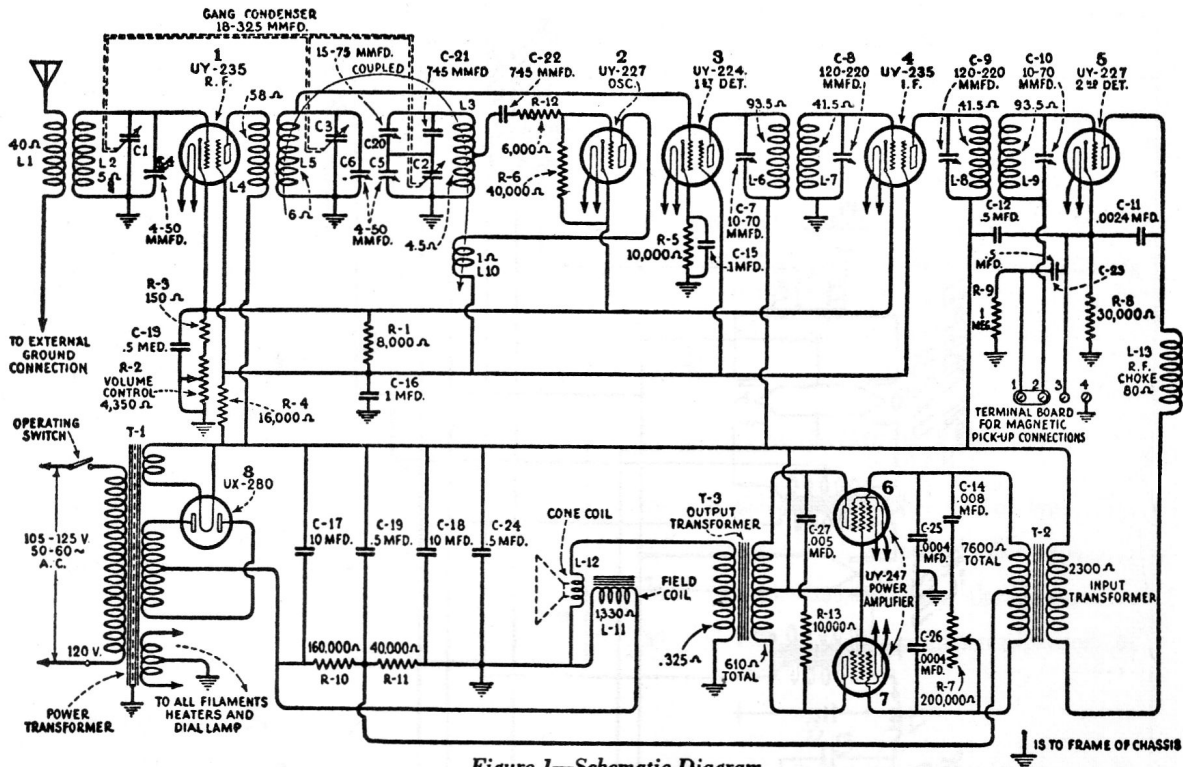 GANG CONDENSER
18-325 MMFD.
1
UY-235
R.F.
15-75 MMFD.
COUPLED
C-21
745 MMFD
C-22
745 MMFD.
R-12
6,000Ω
2
UY-227
OSC.
3
UY-224.
1ST DET.
C-8
120-220
MMFD.
4
UY-235
I.F.
C-9
120-220
MMFD.
C-10
10-70
MMFD.
5
UY-227
2ND DET.
40Ω
L1
L2
5Ω
C1
C4
4-50
MMFD.
58Ω
L4
L5
6Ω
C3
C6
C5
4-50
MMFD.
C20
C2
L3
4.5Ω
R-6
40,000Ω
1Ω
L10
93.5Ω
L-6
C-7
10-70
MMFD.
41.5Ω
L-7
R-5
10,000Ω
C-15
.1MFD.
41.5Ω
L-8
93.5Ω
L-9
C-12
.5 MFD.
C-11
.0024 MFD.
.5
MFD.
C-23
R-9
1
MEG.
R-8
30,000Ω
L-13
R.F.
CHOKE
80Ω
TO EXTERNAL
GROUND
CONNECTION
R-3
150Ω
C-19
.5 MED.
R-2
VOLUME
CONTROL
4,350Ω
R-1
8,000Ω
C-16
1 MFD.
R-4
16,000Ω
1 2 3 4
TERMINAL BOARD
FOR MAGNETIC
PICK-UP CONNECTIONS
OPERATING
SWITCH
T-1
8
UX-280
105-125 V.
50-60~
A.C.
120 V.
POWER
TRANSFORMER
TO ALL FILAMENTS
HEATERS AND
DIAL LAMP
C-17
10 MFD.
C-19
.5 MFD.
C-18
10 MFD.
C-24
.5 MFD.
160,000Ω
R-10
40,000Ω
R-11
CONE COIL
L-12
FIELD
COIL
1,330Ω
L-11
T-3
OUTPUT
TRANSFORMER
.325Ω
610Ω
TOTAL
C-27
.005
MFD.
R-13
10,000Ω
6
UY-247
POWER
AMPLIFIER
7
C-25
.0004
MFD.
C-26
.0004
MFD.
C-14
.008
MFD.
R-7
200,000Ω
7600Ω
TOTAL
T-2
2300Ω
INPUT
TRANSFORMER
IS TO FRAME OF CHASSIS
Figure 1—Schematic Diagram